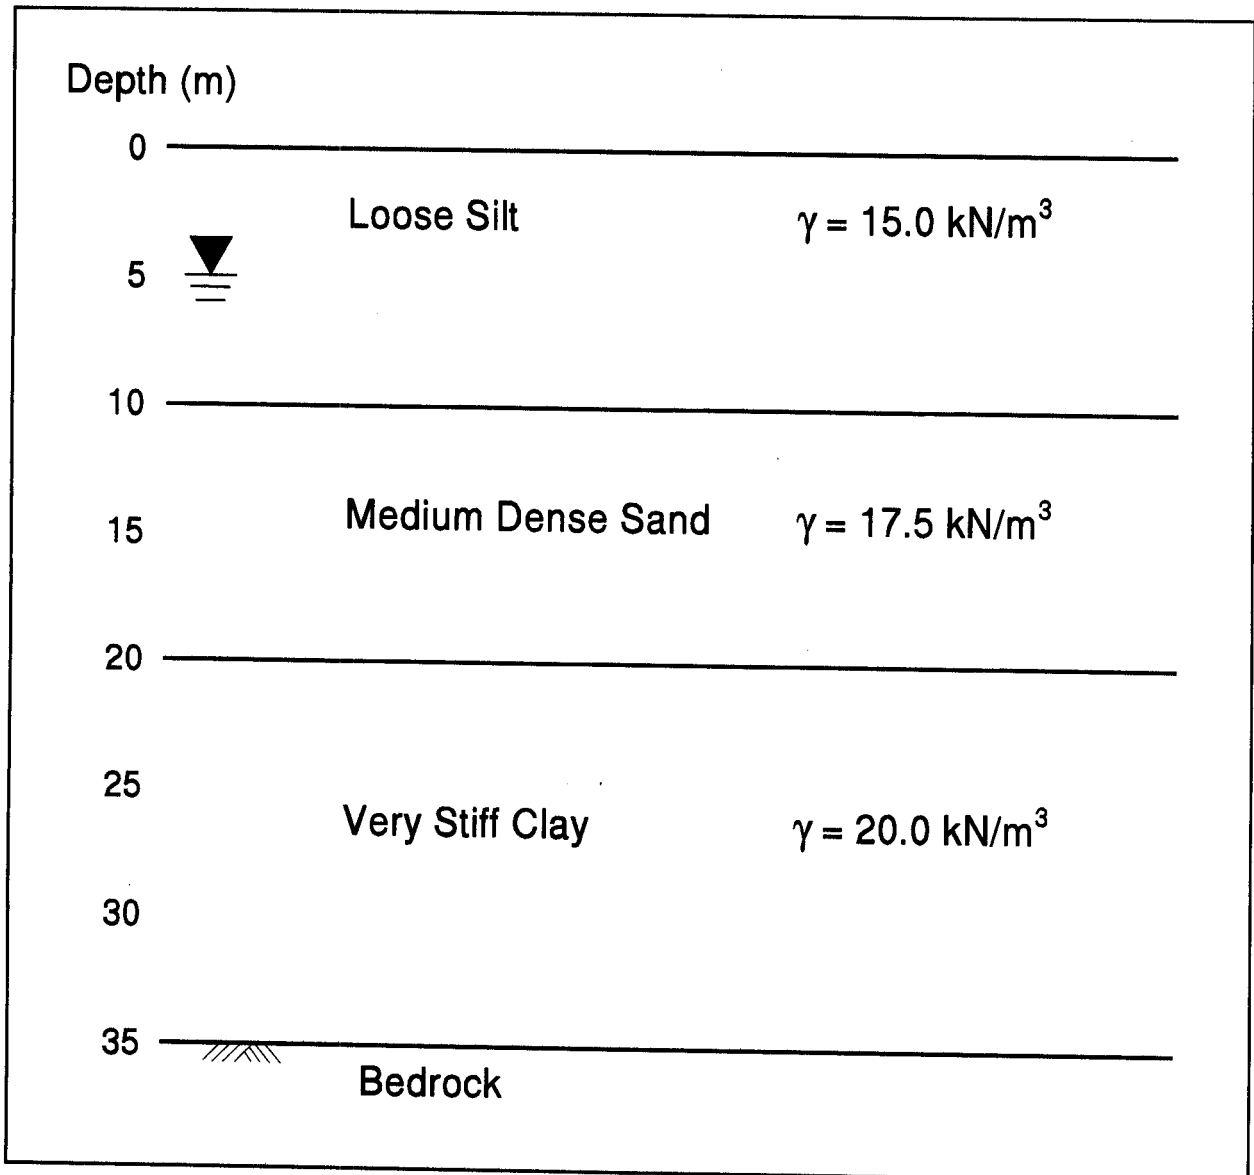 Depth (m)
0
Loose Silt γ = 15.0 kN/m³
5
10
Medium Dense Sand γ = 17.5 kN/m³
15
20
25
Very Stiff Clay γ = 20.0 kN/m³
30
35
Bedrock